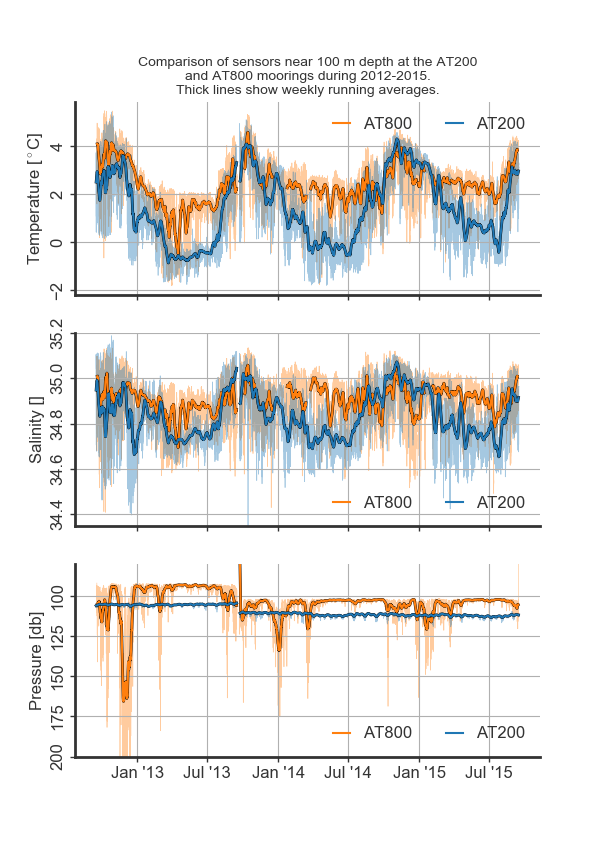 Comparison of sensors near 100 m depth at the AT200
and AT800 moorings during 2012-2015.
Thick lines show weekly running averages.
AT800
AT200
Temperature [°C]
4
2
0
−2
Salinity []
35.2
35.0
34.8
34.6
34.4
AT800
AT200
Pressure [db]
100
125
150
175
200
AT800
AT200
Jan '13
Jul '13
Jan '14
Jul '14
Jan '15
Jul '15